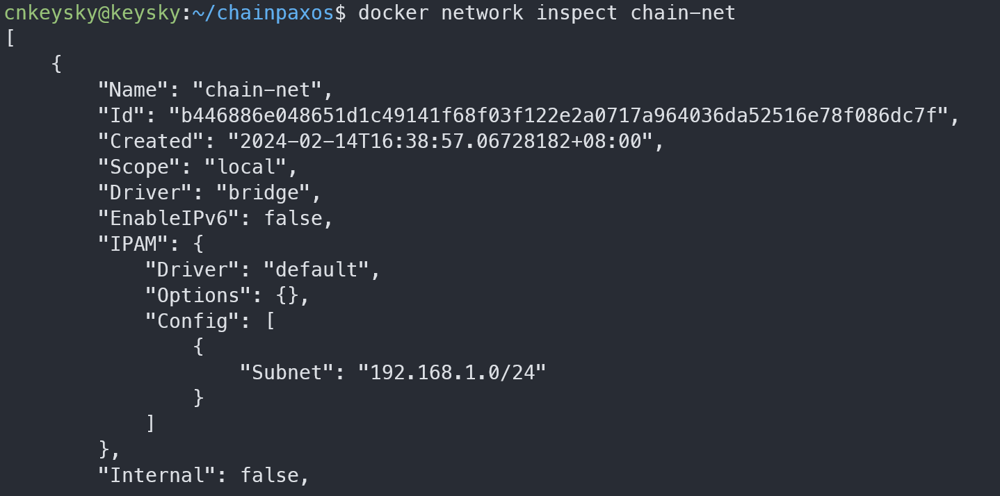 cnkeysky@keysky:~/chainpaxos$ docker network inspect chain-net
[
    {
        "Name": "chain-net",
        "Id": "b446886e048651d1c49141f68f03f122e2a0717a964036da52516e78f086dc7f",
        "Created": "2024-02-14T16:38:57.06728182+08:00",
        "Scope": "local",
        "Driver": "bridge",
        "EnableIPv6": false,
        "IPAM": {
            "Driver": "default",
            "Options": {},
            "Config": [
                {
                    "Subnet": "192.168.1.0/24"
                }
            ]
        },
        "Internal": false,